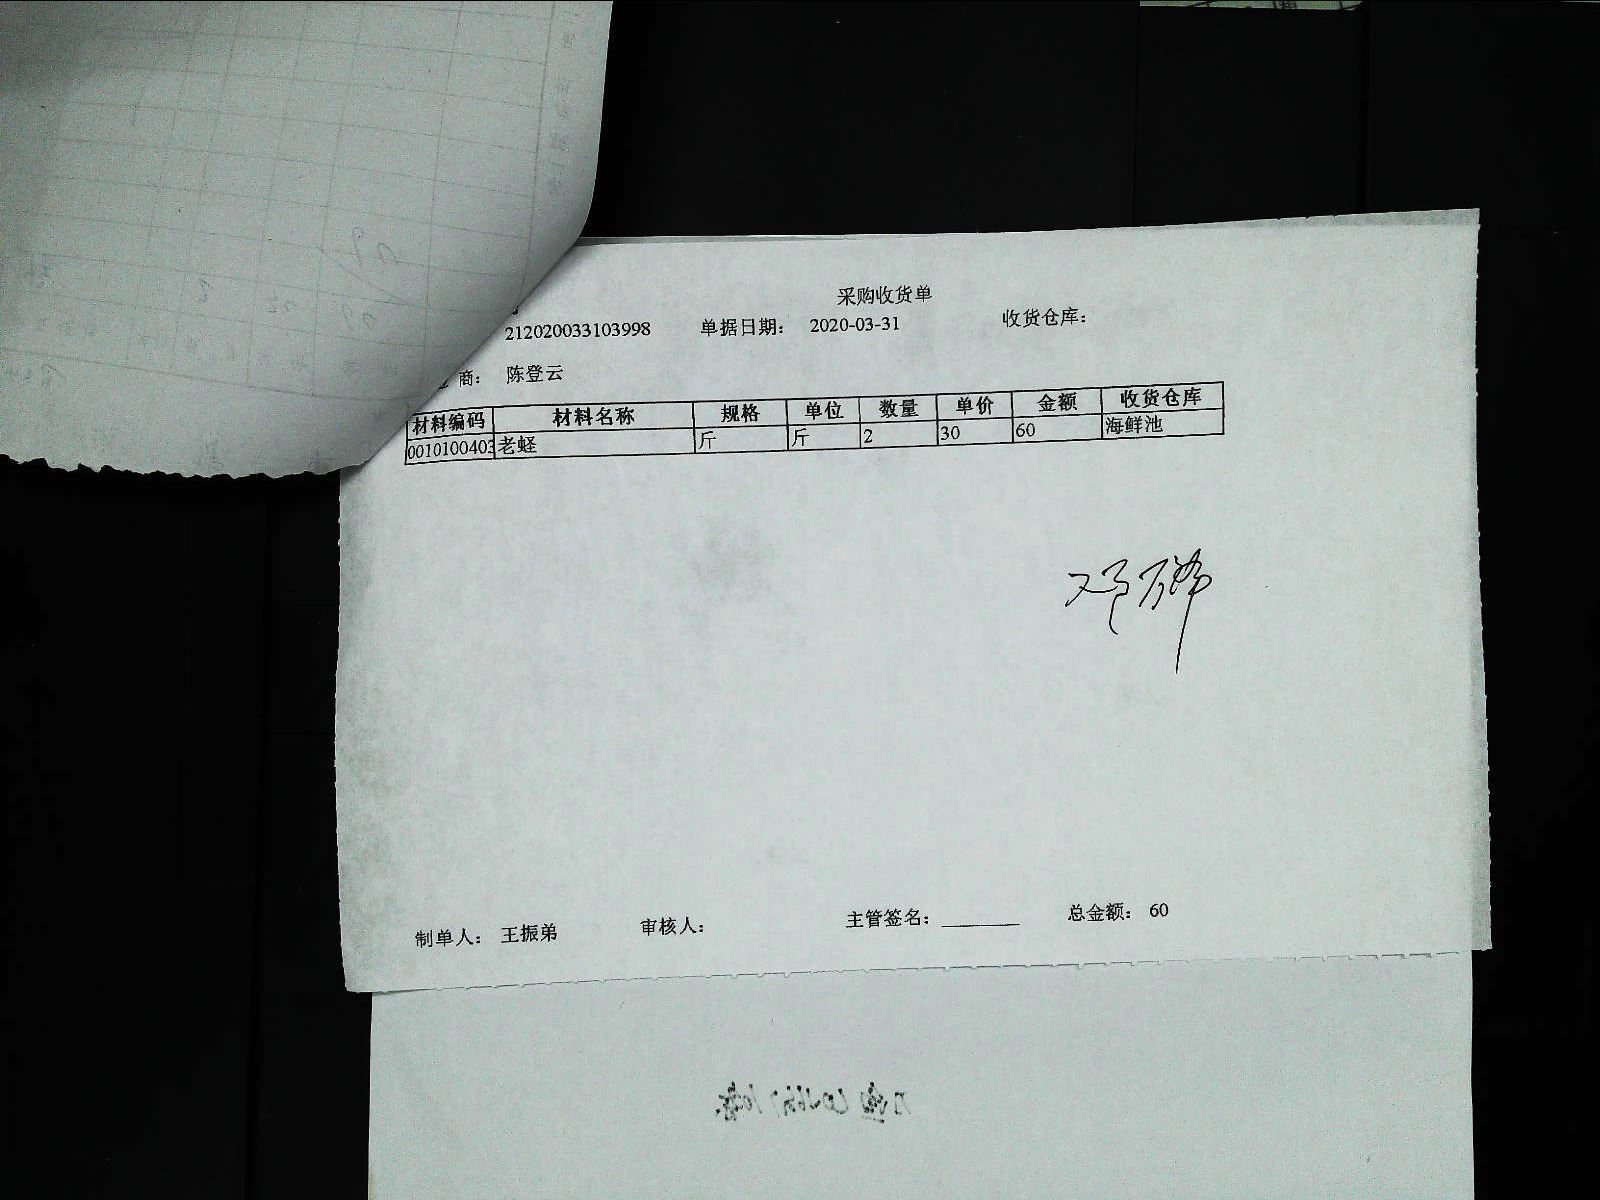 采购收货单
212020033103998 单据日期: 2020-03-31 收货仓库:
商: 陈登云
材料编码 材料名称 规格 单位 数量 单价 金额 收货仓库
0010100403 老蛏 斤 斤 2 30 60 海鲜池
制单人: 王振弟 审核人: 主管签名: 总金额: 60